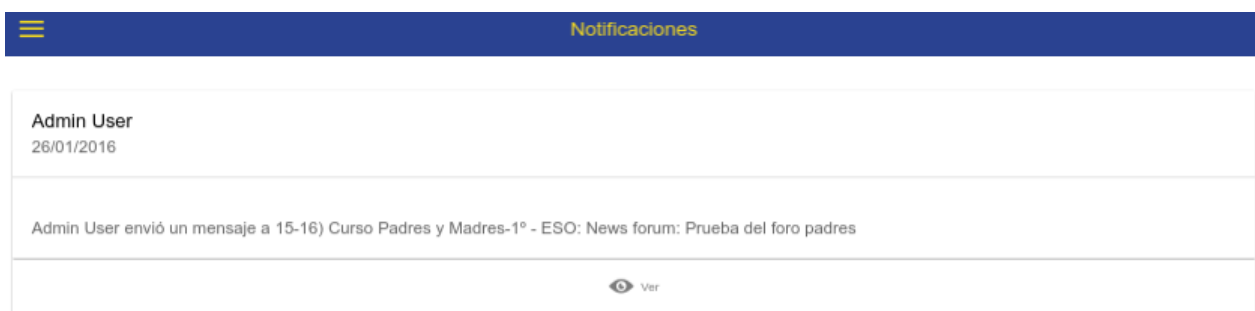 Notificaciones
Admin User
26/01/2016
Admin User envió un mensaje a 15-16) Curso Padres y Madres-1º - ESO: News forum: Prueba del foro padres
Ver